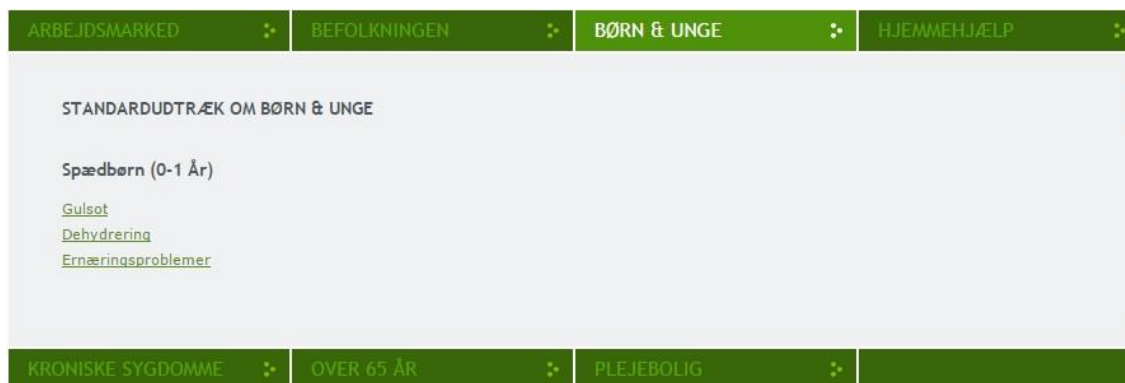 ARBEJDSMARKED BEFOLKNINGEN BØRN & UNGE HJEMMEHJÆLP
STANDARDUDTRÆK OM BØRN & UNGE
Spædbørn (0-1 År)
Gulsot
Dehydrering
Ernæringsproblemer
KRONISKE SYGDOMME OVER 65 ÅR PLEJEBOLIG